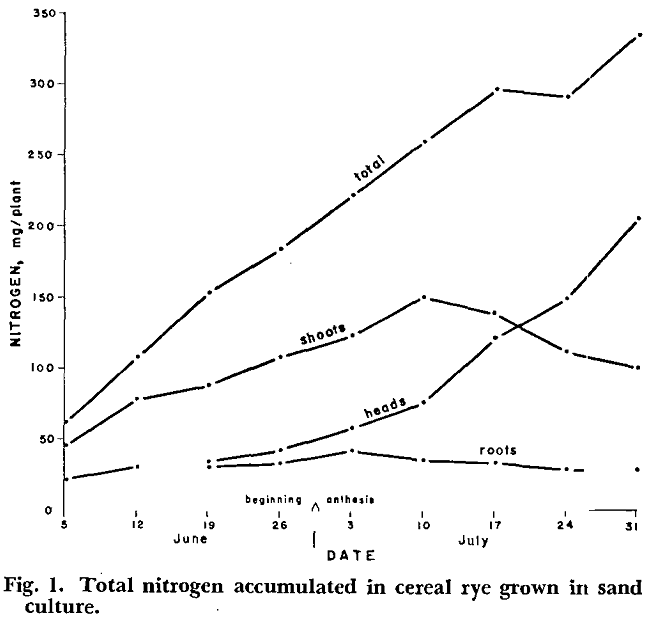 350
300
250
200
150
100
50
0
NITROGEN, mg/plant
total
shoots
heads
roots
beginning anthesis
5 12 19 26 3 10 17 24 31
June July
DATE
Fig. 1. Total nitrogen accumulated in cereal rye grown in sand
culture.